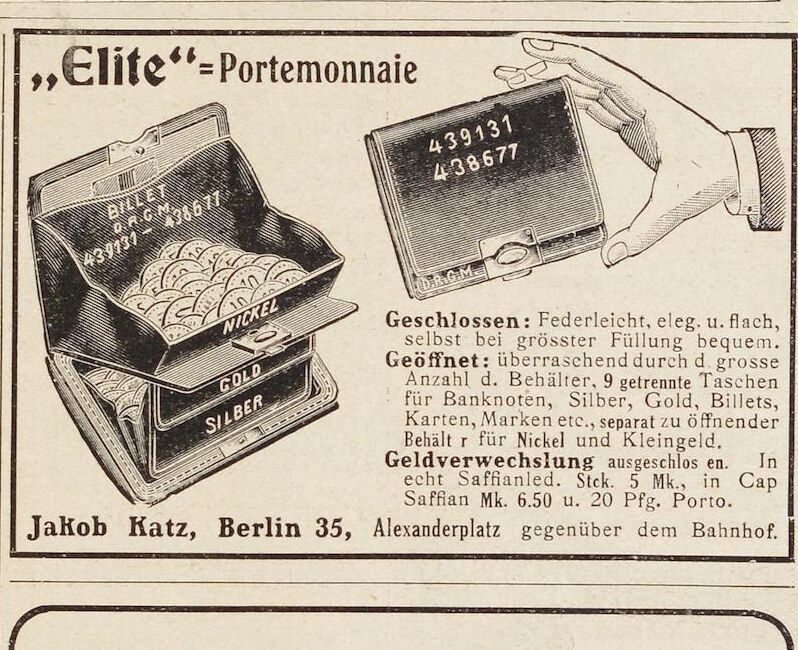 „Elite“=Portemonnaie
BILLET
D.R.G.M.
439131 - 438677
NICKEL
GOLD
SILBER
439131
438677
D.R.G.M.
Geschlossen: Federleicht, eleg. u. flach,
selbst bei grösster Füllung bequem.
Geöffnet: überraschend durch d. grosse
Anzahl d. Behälter, 9 getrennte Taschen
für Banknoten, Silber, Gold, Billets,
Karten, Marken etc., separat zu öffnender
Behält r für Nickel und Kleingeld.
Geldverwechslung ausgeschlos en. In
echt Saffianled. Stck. 5 Mk., in Cap
Saffian Mk. 6.50 u. 20 Pfg. Porto.
Jakob Katz, Berlin 35, Alexanderplatz gegenüber dem Bahnhof.